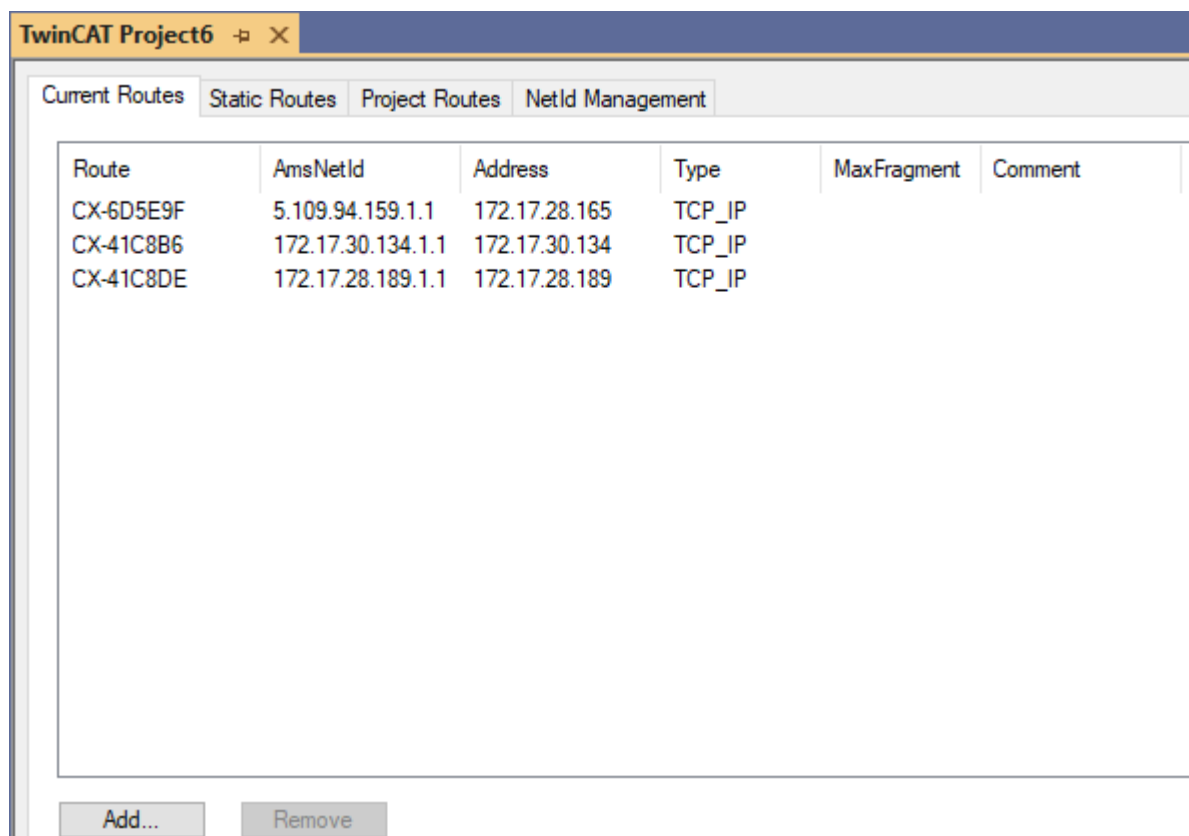 TwinCAT Project6
Current Routes Static Routes Project Routes NetId Management
Route AmsNetId Address Type MaxFragment Comment
CX-6D5E9F 5.109.94.159.1.1 172.17.28.165 TCP_IP
CX-41C8B6 172.17.30.134.1.1 172.17.30.134 TCP_IP
CX-41C8DE 172.17.28.189.1.1 172.17.28.189 TCP_IP
Add... Remove